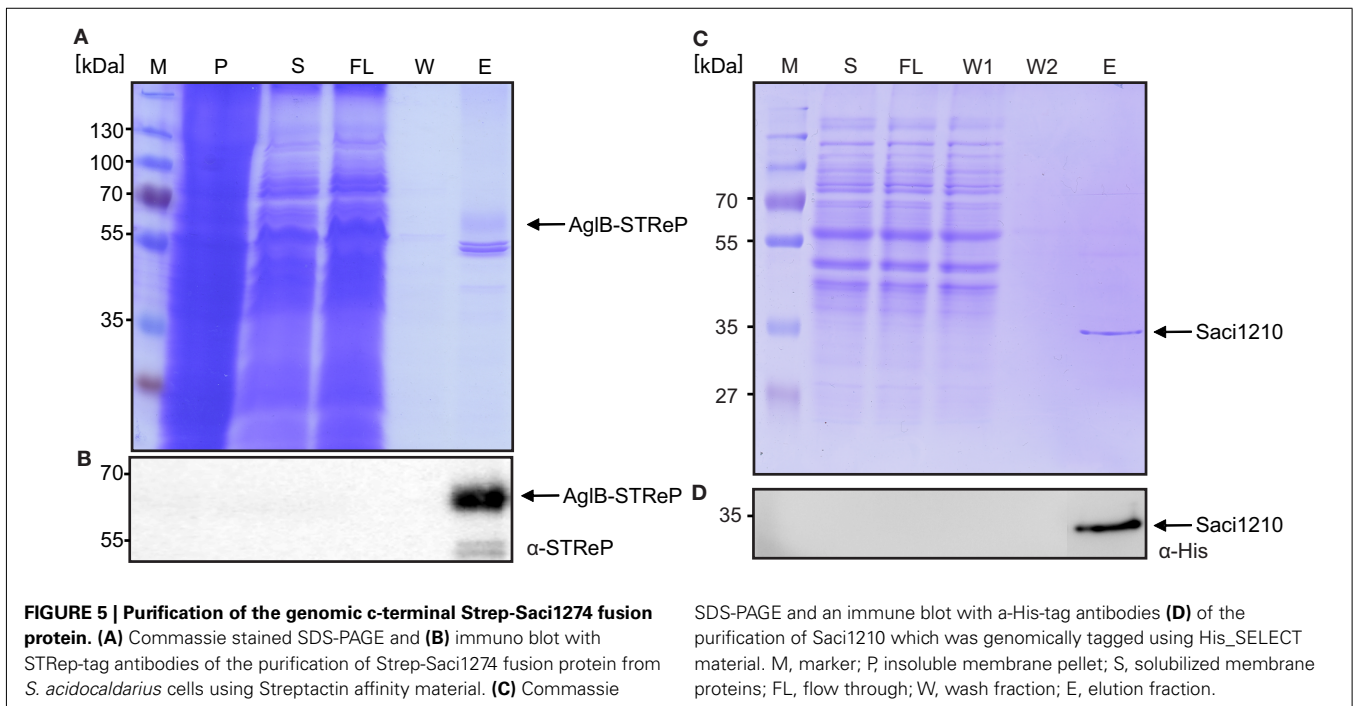 A
[kDa] M P S FL W E
130
100
70
55
35
AglB-STReP
B
70
55
AglB-STReP
α-STReP
C
[kDa] M S FL W1 W2 E
70
55
35
27
Saci1210
D
35
Saci1210
α-His
FIGURE 5 | Purification of the genomic c-terminal Strep-Saci1274 fusion
protein. (A) Commassie stained SDS-PAGE and (B) immuno blot with
STRep-tag antibodies of the purification of Strep-Saci1274 fusion protein from
S. acidocaldarius cells using Streptactin affinity material. (C) Commassie
SDS-PAGE and an immune blot with a-His-tag antibodies (D) of the
purification of Saci1210 which was genomically tagged using His_SELECT
material. M, marker; P, insoluble membrane pellet; S, solubilized membrane
proteins; FL, flow through; W, wash fraction; E, elution fraction.